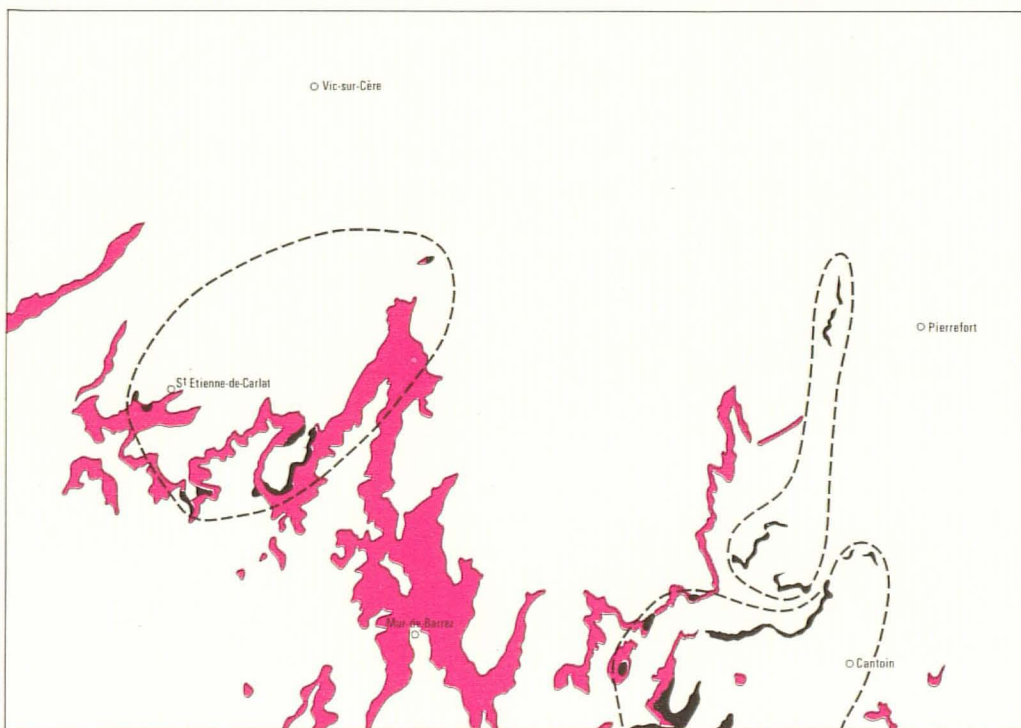 Vic-sur-Cère
Pierrefort
St Etienne-de-Carlat
Mur-de-Barrez
Cantoin